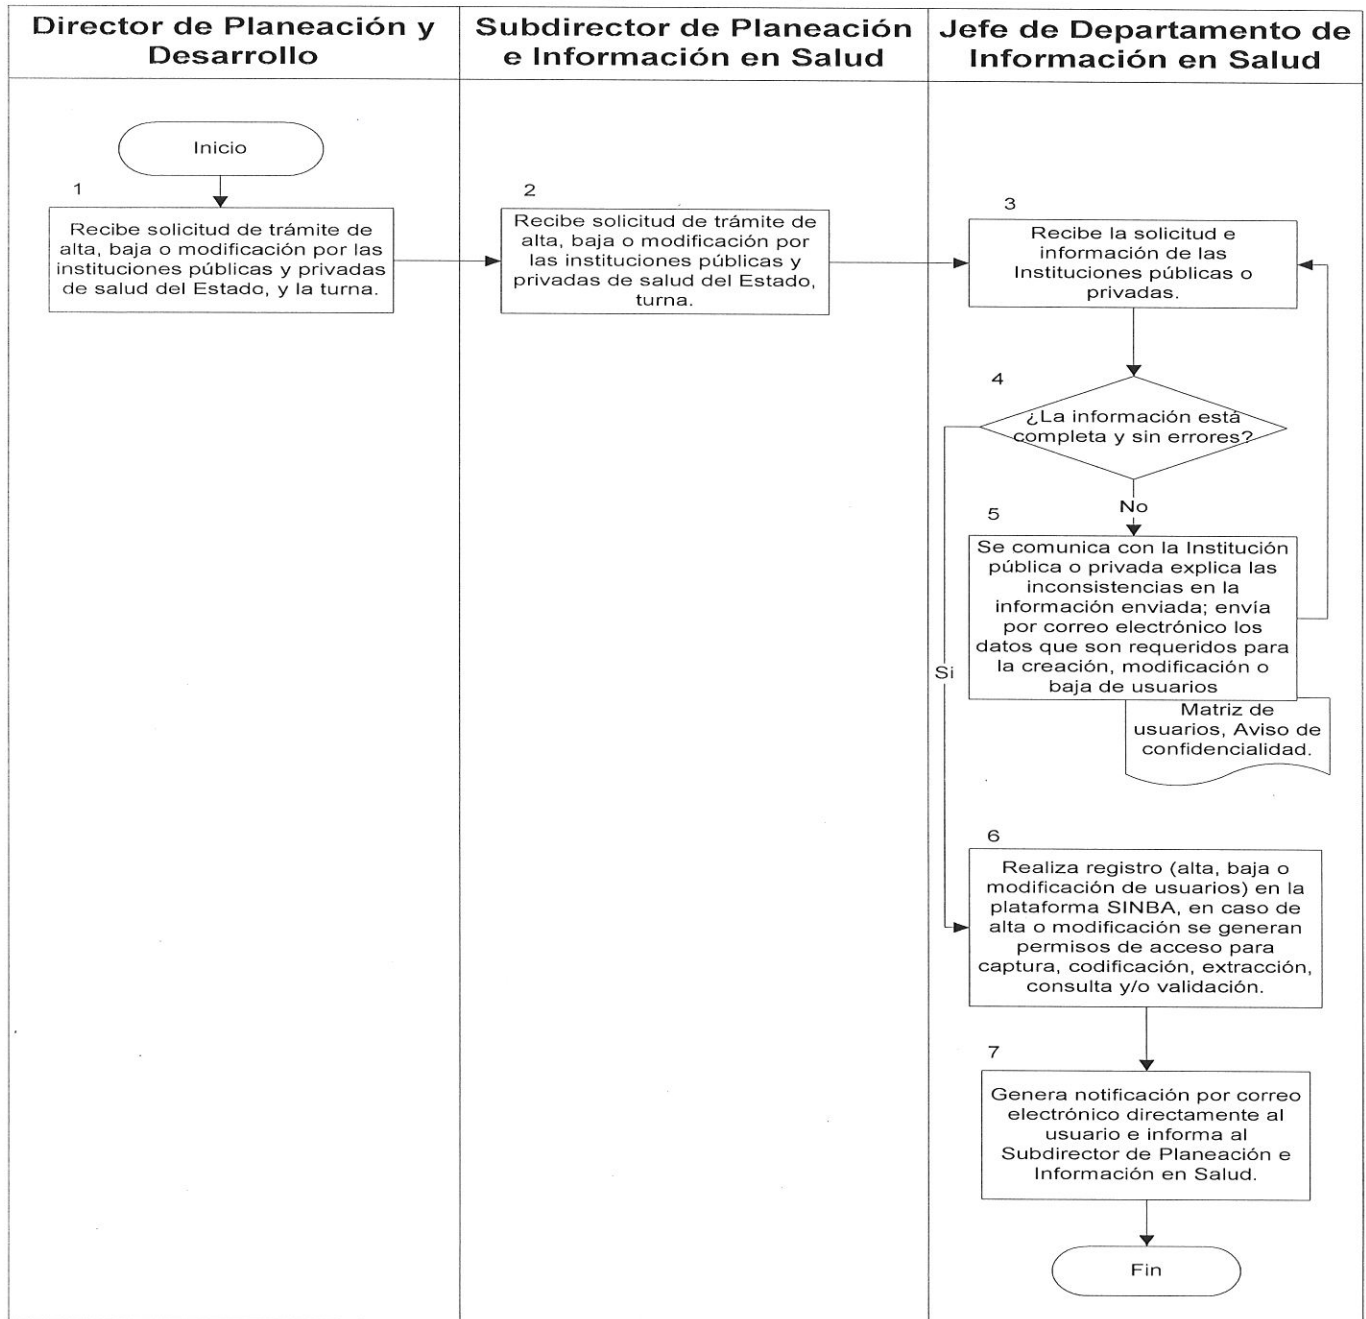 Director de Planeación y
Desarrollo
Subdirector de Planeación
e Información en Salud
Jefe de Departamento de
Información en Salud
Inicio
1
Recibe solicitud de trámite de
alta, baja o modificación por las
instituciones públicas y privadas
de salud del Estado, y la turna.
2
Recibe solicitud de trámite de
alta, baja o modificación por
las instituciones públicas y
privadas de salud del Estado,
turna.
3
Recibe la solicitud e
información de las
Instituciones públicas o
privadas.
4
¿La información está
completa y sin errores?
No
5
Se comunica con la Institución
pública o privada explica las
inconsistencias en la
información enviada; envía
por correo electrónico los
datos que son requeridos para
la creación, modificación o
baja de usuarios
Si
Matriz de
usuarios, Aviso de
confidencialidad.
6
Realiza registro (alta, baja o
modificación de usuarios) en la
plataforma SINBA, en caso de
alta o modificación se generan
permisos de acceso para
captura, codificación, extracción,
consulta y/o validación.
7
Genera notificación por correo
electrónico directamente al
usuario e informa al
Subdirector de Planeación e
Información en Salud.
Fin